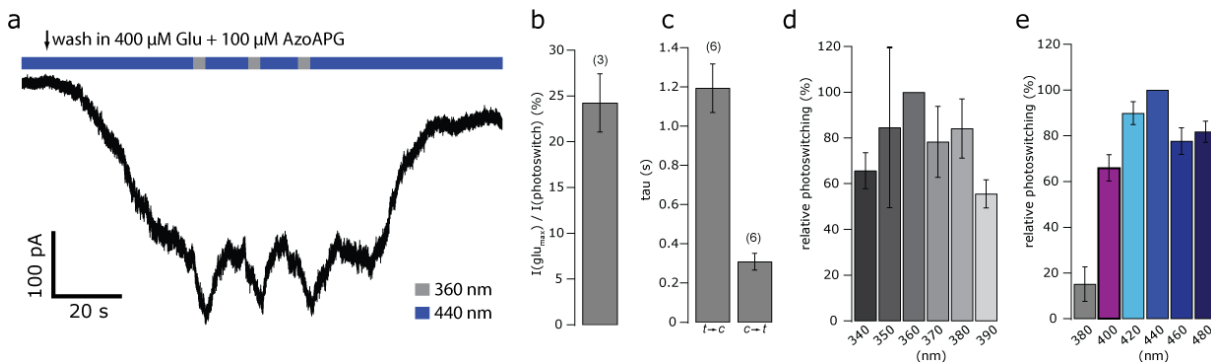 a
wash in 400 µM Glu + 100 µM AzoAPG
100 pA
20 s
360 nm
440 nm
b
I(glu max) / I(photoswitch) (%)
30
25
20
15
10
5
0
(3)
c
tau (s)
1.4
1.2
1.0
0.8
0.6
0.4
0.2
0
(6)
(6)
t→c
c→t
d
relative photoswitching (%)
120
100
80
60
40
20
0
340
350
360
370
380
390
(nm)
e
relative photoswitching (%)
120
100
80
60
40
20
0
380
400
420
440
460
480
(nm)